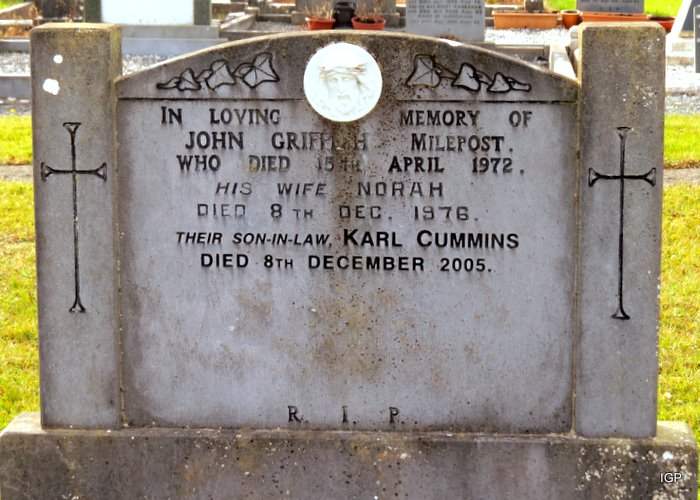 IN LOVING MEMORY OF
JOHN GRIFFITH MILEPOST,
WHO DIED 15TH APRIL 1972.
HIS WIFE NORAH
DIED 8TH DEC. 1976.
THEIR SON-IN-LAW, KARL CUMMINS
DIED 8TH DECEMBER 2005.
R. I. P.
IGP